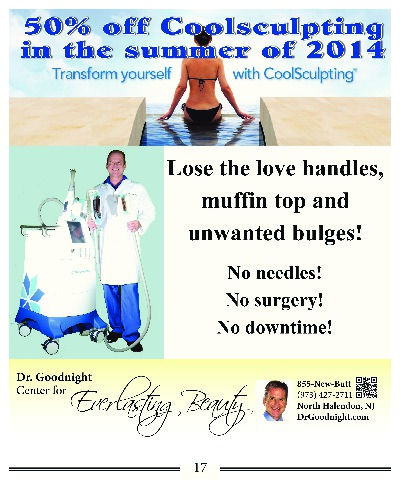 50% off Coolsculpting
in the summer of 2014
Transform yourself with CoolSculpting®
Lose the love handles,
muffin top and
unwanted bulges!
No needles!
No surgery!
No downtime!
Dr. Goodnight
Center for
Everlasting Beauty
855-New-Butt
(973) 427-2711
North Halendon, NJ
DrGoodnight.com
17